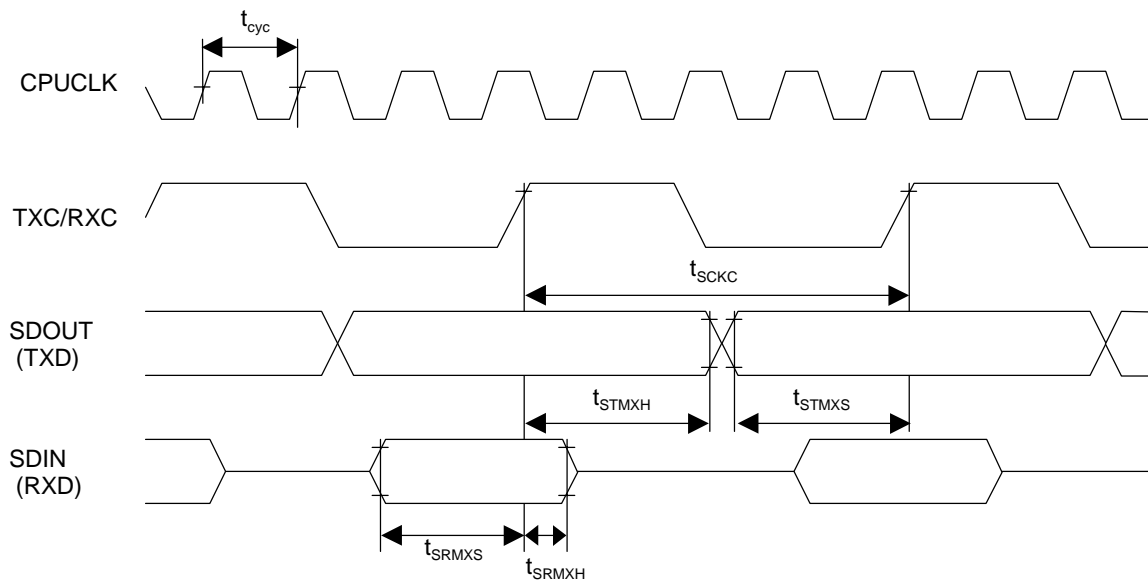 tcyc
CPUCLK
TXC/RXC
tSCKC
SDOUT
(TXD)
tSTMXH
tSTMXS
SDIN
(RXD)
tSRMXS
tSRMXH